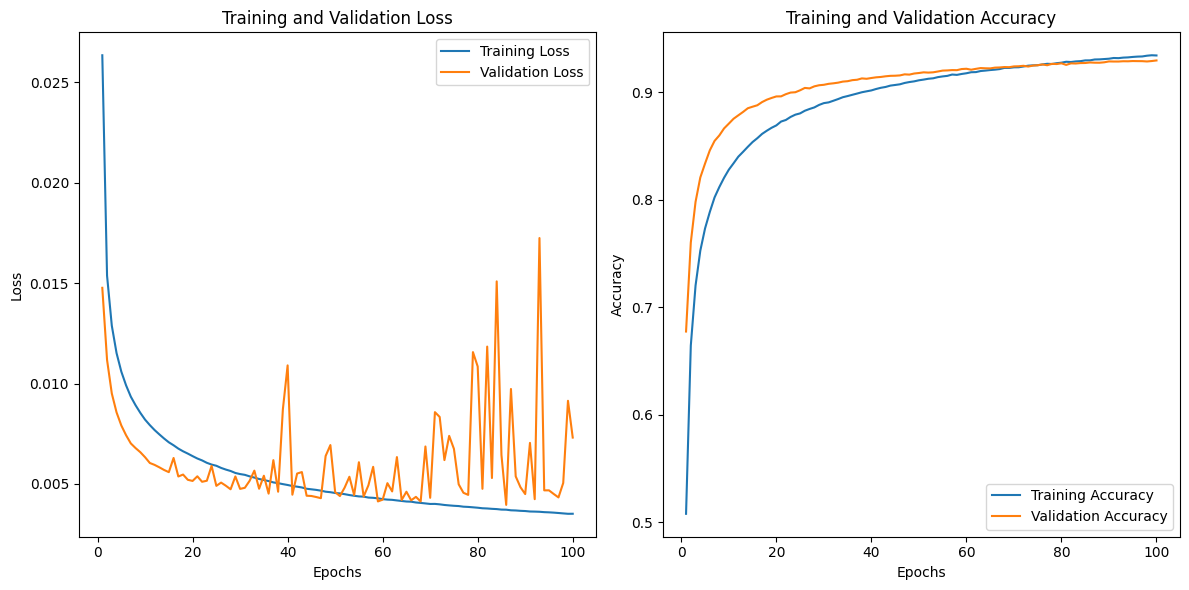 Training and Validation Loss
Training Loss
Validation Loss
0.025
0.020
0.015
0.010
0.005
Loss
0
20
40
60
80
100
Epochs
Training and Validation Accuracy
0.9
0.8
0.7
0.6
0.5
Accuracy
Training Accuracy
Validation Accuracy
0
20
40
60
80
100
Epochs